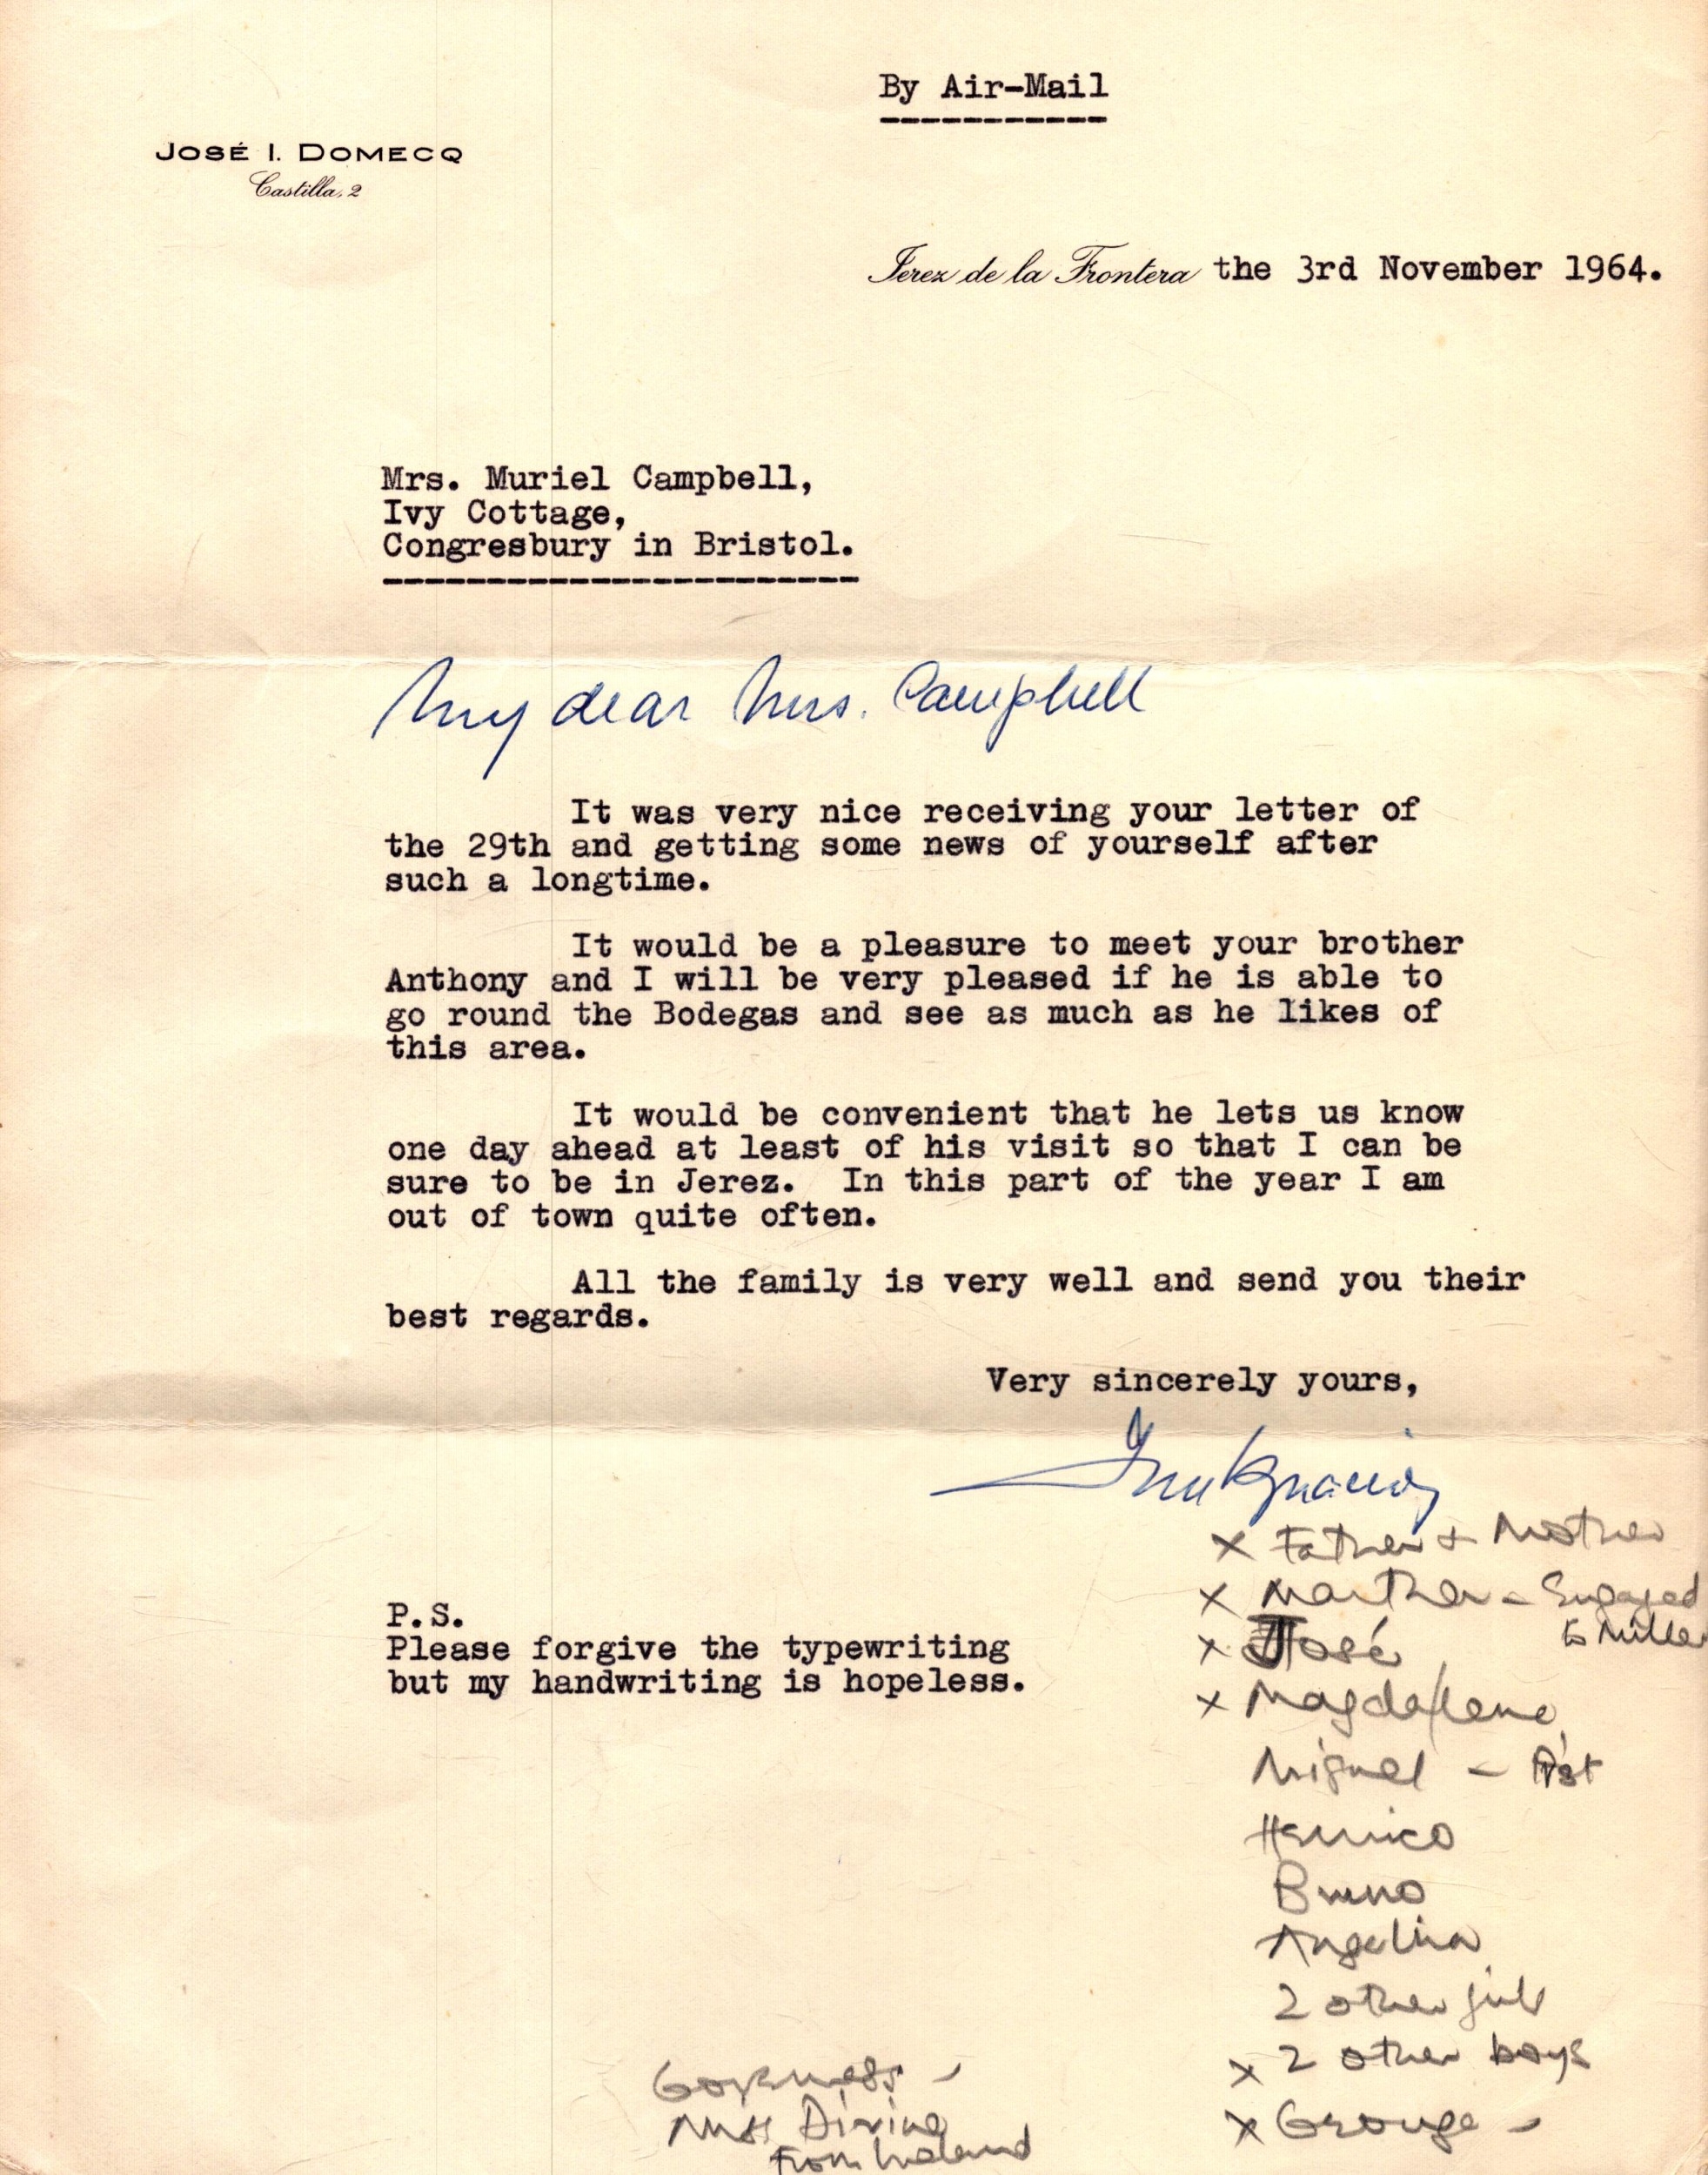 By Air-Mail
JOSÉ I. DOMECQ
Castilla, 2
Jerez de la Frontera the 3rd November 1964.
Mrs. Muriel Campbell,
Ivy Cottage,
Congresbury in Bristol.
My dear Mrs. Campbell
It was very nice receiving your letter of
the 29th and getting some news of yourself after
such a longtime.
It would be a pleasure to meet your brother
Anthony and I will be very pleased if he is able to
go round the Bodegas and see as much as he likes of
this area.
It would be convenient that he lets us know
one day ahead at least of his visit so that I can be
sure to be in Jerez. In this part of the year I am
out of town quite often.
All the family is very well and send you their
best regards.
Very sincerely yours,
Ignacio
x Father + Mother
x Martha - Engaged
to Miller
P.S.
Please forgive the typewriting
but my handwriting is hopeless.
x José
x Magdalena
Miguel -
Bruno
Angelina
2 other girls
x 2 other boys
x George -
Miss
from Ireland